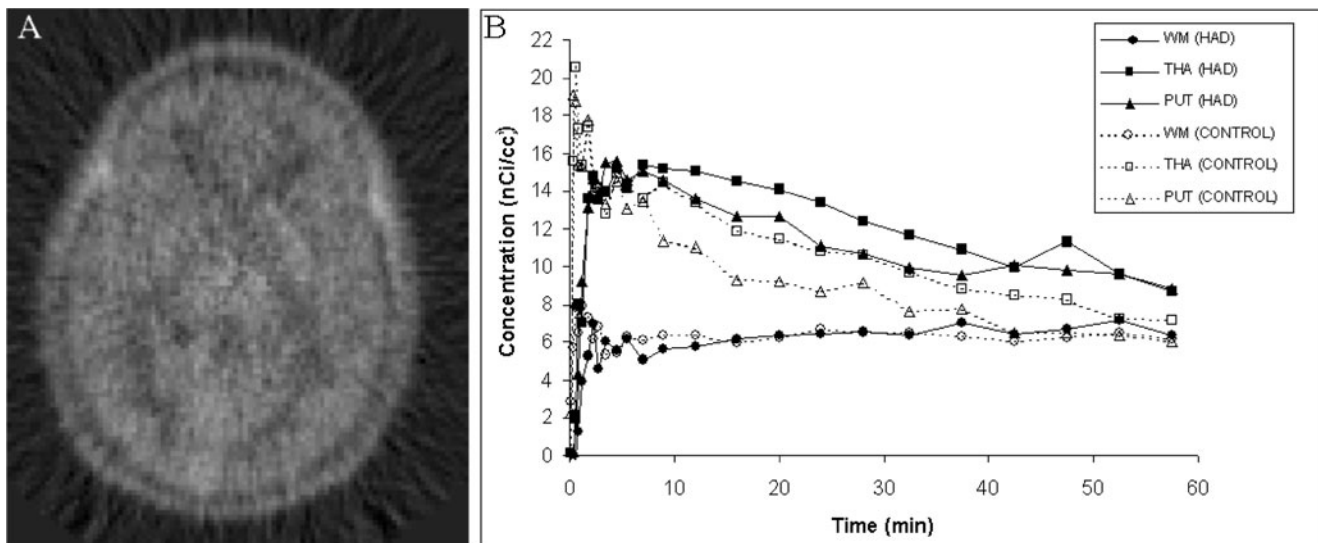 A
B
22
20
18
16
14
12
10
8
6
4
2
0
Concentration (nCi/cc)
0 10 20 30 40 50 60
Time (min)
WM (HAD)
THA (HAD)
PUT (HAD)
WM (CONTROL)
THA (CONTROL)
PUT (CONTROL)